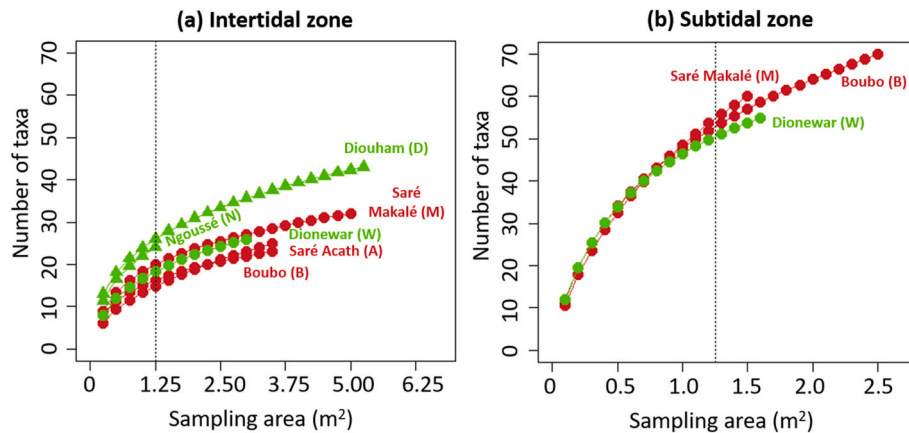 (a) Intertidal zone
Number of taxa
70
60
50
40
30
20
10
0
Diouham (D)
Ngoussé (N)
Saré
Makalé (M)
Dionewar (W)
Saré Acath (A)
Boubo (B)
0 1.25 2.50 3.75 5.00 6.25
Sampling area (m²)
(b) Subtidal zone
Number of taxa
70
60
50
40
30
20
10
0
Saré Makalé (M)
Boubo (B)
Dionewar (W)
0 0.5 1.0 1.5 2.0 2.5
Sampling area (m²)